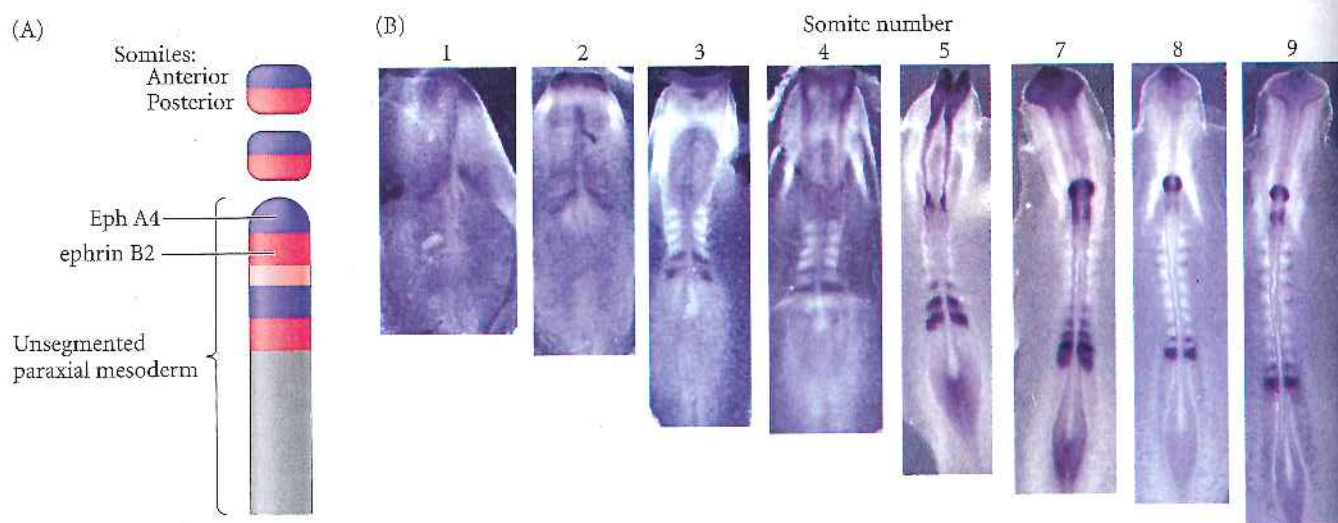 (A)
Somites:
Anterior
Posterior
Eph A4
ephrin B2
Unsegmented
paraxial mesoderm
(B)
Somite number
1 2 3 4 5 7 8 9